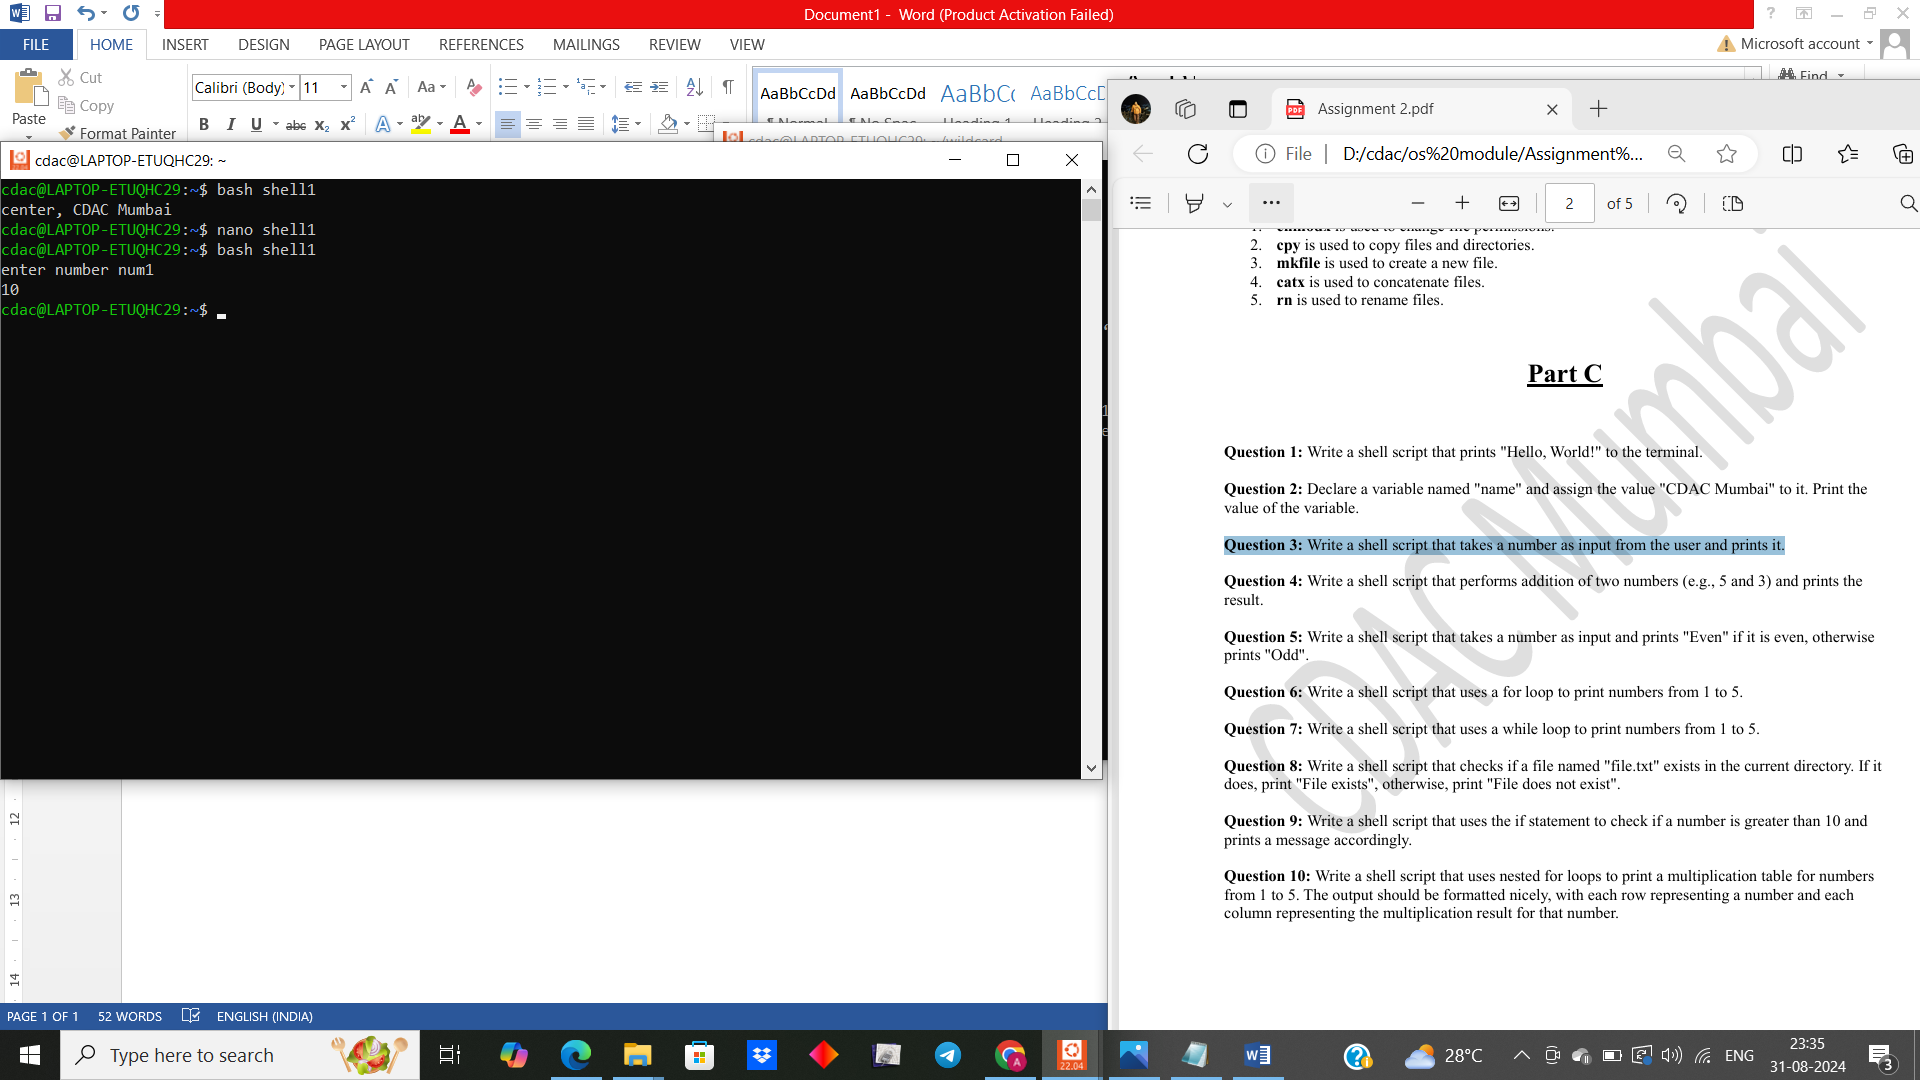 Document1 - Word (Product Activation Failed)
FILE HOME INSERT DESIGN PAGE LAYOUT REFERENCES MAILINGS REVIEW VIEW
Microsoft account
Paste
Cut
Copy
Format Painter
Calibri (Body) 11
AaBbCcDd AaBbCcDd
Find
cdac@LAPTOP-ETUQHC29: ~
cdac@LAPTOP-ETUQHC29:~$ bash shell1
center, CDAC Mumbai
cdac@LAPTOP-ETUQHC29:~$ nano shell1
cdac@LAPTOP-ETUQHC29:~$ bash shell1
enter number num1
10
cdac@LAPTOP-ETUQHC29:~$
PAGE 1 OF 1 52 WORDS ENGLISH (INDIA)
Assignment 2.pdf
File D:/cdac/os%20module/Assignment%...
2 of 5
2. cpy is used to copy files and directories.
3. mkfile is used to create a new file.
4. catx is used to concatenate files.
5. rn is used to rename files.
Part C
Question 1: Write a shell script that prints "Hello, World!" to the terminal.
Question 2: Declare a variable named "name" and assign the value "CDAC Mumbai" to it. Print the
value of the variable.
Question 3: Write a shell script that takes a number as input from the user and prints it.
Question 4: Write a shell script that performs addition of two numbers (e.g., 5 and 3) and prints the
result.
Question 5: Write a shell script that takes a number as input and prints "Even" if it is even, otherwise
prints "Odd".
Question 6: Write a shell script that uses a for loop to print numbers from 1 to 5.
Question 7: Write a shell script that uses a while loop to print numbers from 1 to 5.
Question 8: Write a shell script that checks if a file named "file.txt" exists in the current directory. If it
does, print "File exists", otherwise, print "File does not exist".
Question 9: Write a shell script that uses the if statement to check if a number is greater than 10 and
prints a message accordingly.
Question 10: Write a shell script that uses nested for loops to print a multiplication table for numbers
from 1 to 5. The output should be formatted nicely, with each row representing a number and each
column representing the multiplication result for that number.
CDAC Mumbai
12
13
14
Type here to search
22.04
28°C
ENG
23:35
31-08-2024
3